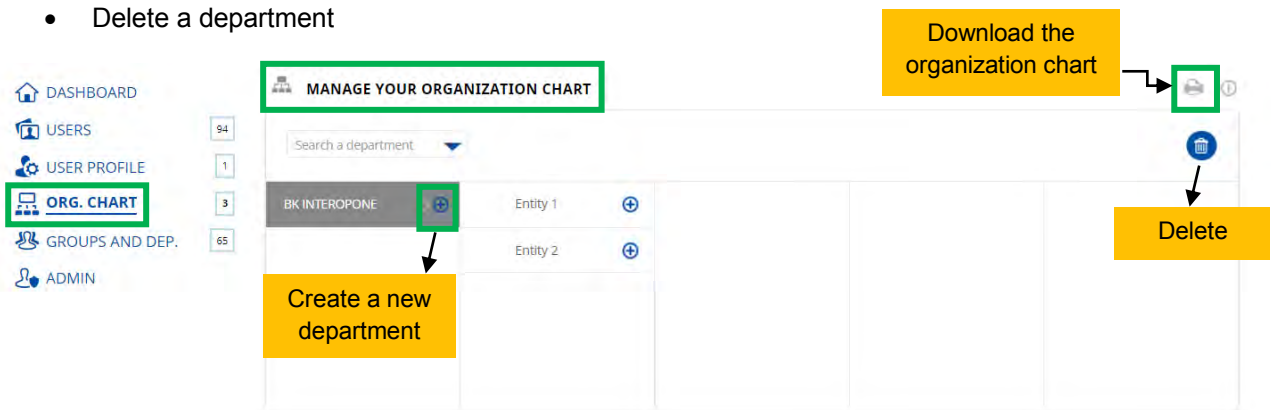 • Delete a department
Download the
organization chart
DASHBOARD
USERS 94
USER PROFILE 1
ORG. CHART 3
GROUPS AND DEP. 65
ADMIN
MANAGE YOUR ORGANIZATION CHART
Search a department
BK INTEROPONE
Entity 1
Entity 2
Delete
Create a new
department